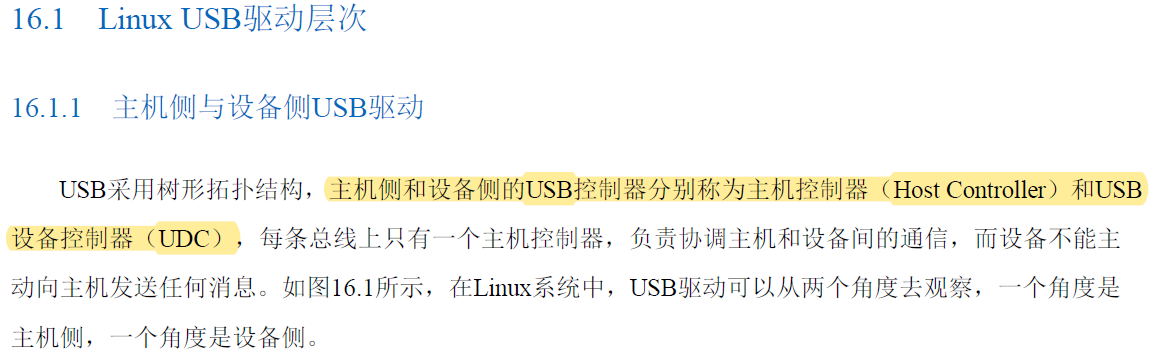 16.1 Linux USB驱动层次
16.1.1 主机侧与设备侧USB驱动
USB采用树形拓扑结构，主机侧和设备侧的USB控制器分别称为主机控制器（Host Controller）和USB
设备控制器（UDC），每条总线上只有一个主机控制器，负责协调主机和设备间的通信，而设备不能主
动向主机发送任何消息。如图16.1所示，在Linux系统中，USB驱动可以从两个角度去观察，一个角度是
主机侧，一个角度是设备侧。